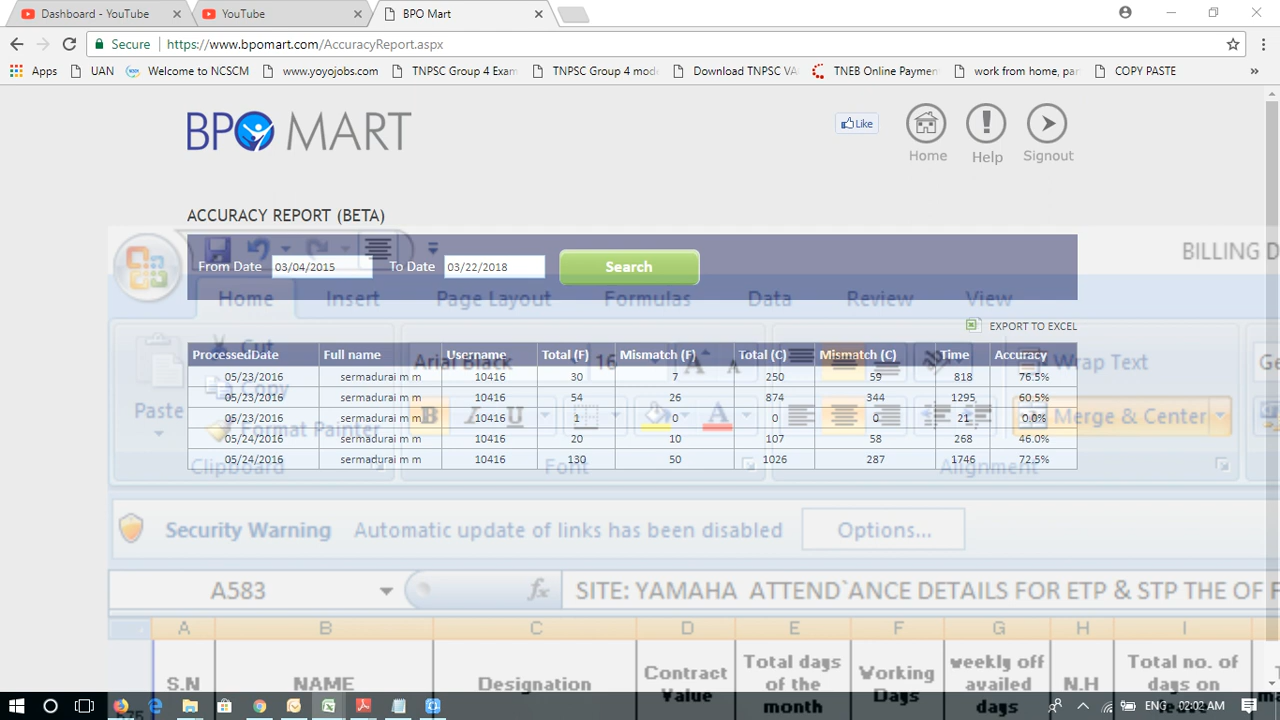 Dashboard - YouTube
YouTube
BPO Mart
Secure
https://www.bpomart.com/AccuracyReport.aspx
Apps UAN Welcome to NCSCM www.yoyojobs.com TNPSC Group 4 Exam TNPSC Group 4 mode Download TNPSC VA TNEB Online Payment work from home, par COPY PASTE »
BPO MART
Like
Home Help Signout
ACCURACY REPORT (BETA)
BILLING D
From Date 03/04/2015 To Date 03/22/2018 Search
Home Insert Page Layout Formulas Data Review View
EXPORT TO EXCEL
ProcessedDate Full name Username Total (F) Mismatch (F) Total (C) Mismatch (C) Time Accuracy
05/23/2016 sermadurai m m 10416 30 7 250 59 818 76.5%
05/23/2016 sermadurai m m 10416 54 26 874 344 1295 60.5%
05/23/2016 sermadurai m m 10416 1 0 0 0 21 0.0%
05/24/2016 sermadurai m m 10416 20 10 107 58 268 46.0%
05/24/2016 sermadurai m m 10416 130 50 1026 287 1746 72.5%
Cut Arial Black 16 A A Wrap Text Ge
Paste Copy Format Painter B I U A Merge & Center
Clipboard Font Alignment
Security Warning Automatic update of links has been disabled Options...
A583 fx SITE: YAMAHA ATTEND`ANCE DETAILS FOR ETP & STP THE OF F
A B C D E F G H I
S.N NAME Designation Contract Value Total days of the month Working Days weekly off availed days N.H Total no. of days on leave
ENG 02:02 AM